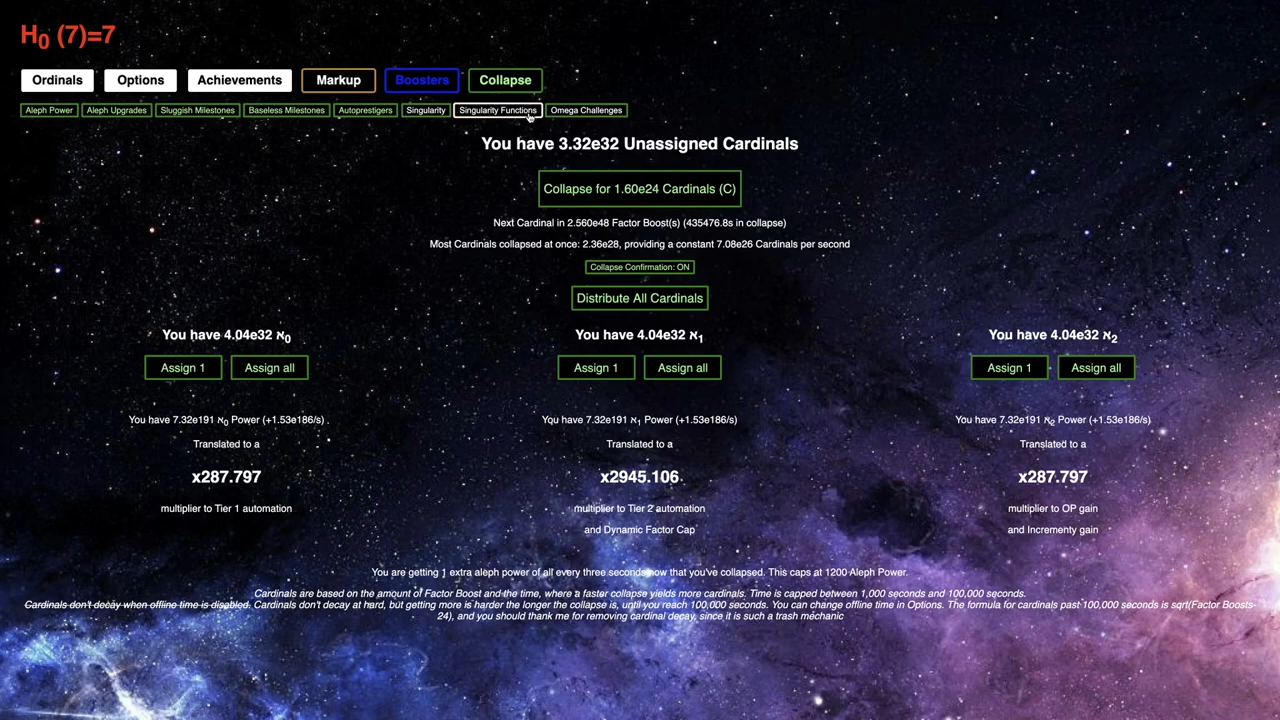 H₀ (7)=7
Ordinals Options Achievements Markup Boosters Collapse
Aleph Power Aleph Upgrades Sluggish Milestones Baseless Milestones Autoprestigers Singularity Singularity Functions Omega Challenges
You have 3.32e32 Unassigned Cardinals
Collapse for 1.60e24 Cardinals (C)
Next Cardinal in 2.560e48 Factor Boost(s) (435476.8s in collapse)
Most Cardinals collapsed at once: 2.36e28, providing a constant 7.08e26 Cardinals per second
Collapse Confirmation: ON
Distribute All Cardinals
You have 4.04e32 ℵ₀ You have 4.04e32 ℵ₁ You have 4.04e32 ℵ₂
Assign 1 Assign all Assign 1 Assign all Assign 1 Assign all
You have 7.32e191 ℵ₀ Power (+1.53e186/s) You have 7.32e191 ℵ₁ Power (+1.53e186/s) You have 7.32e191 ℵ₂ Power (+1.53e186/s)
Translated to a Translated to a Translated to a
x287.797 x2945.106 x287.797
multiplier to Tier 1 automation multiplier to Tier 2 automation multiplier to OP gain
and Dynamic Factor Cap and Incrementy gain
You are getting 1 extra aleph power of all every three seconds now that you've collapsed. This caps at 1200 Aleph Power.
Cardinals are based on the amount of Factor Boost and the time, where a faster collapse yields more cardinals. Time is capped between 1,000 seconds and 100,000 seconds.
Cardinals don't decay when offline time is disabled. Cardinals don't decay at hard, but getting more is harder the longer the collapse is, until you reach 100,000 seconds. You can change offline time in Options. The formula for cardinals past 100,000 seconds is sqrt(Factor Boosts-
24), and you should thank me for removing cardinal decay, since it is such a trash mechanic